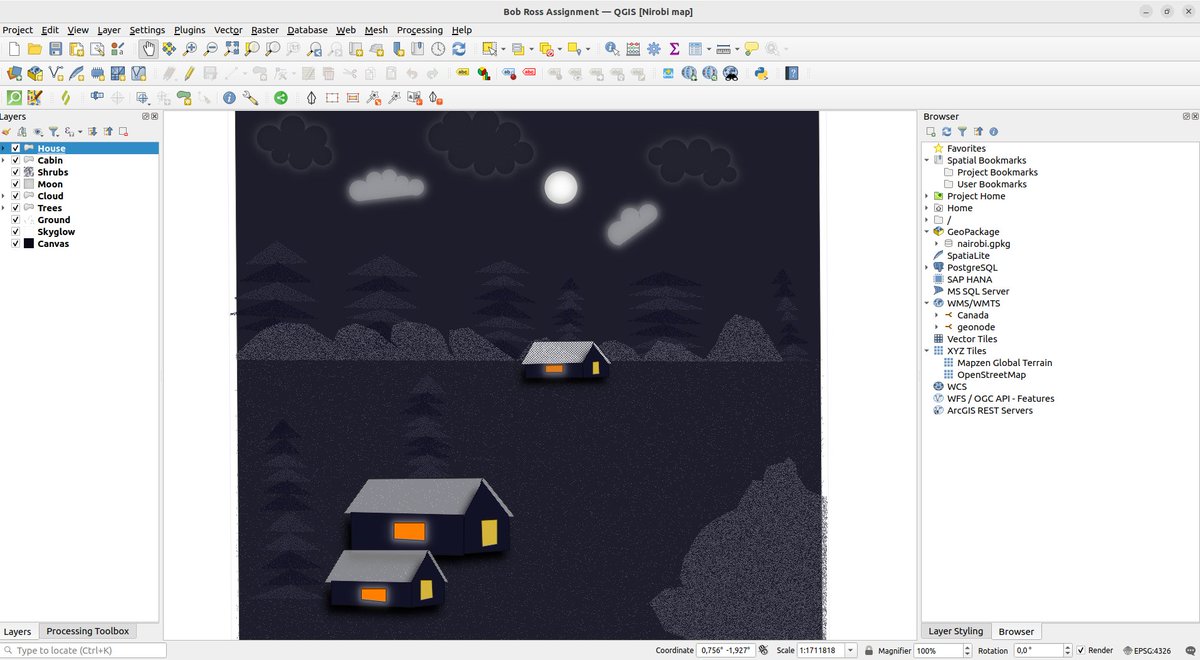 Bob Ross Assignment — QGIS [Nirobi map]
Project Edit View Layer Settings Plugins Vector Raster Database Web Mesh Processing Help
Layers
House
Cabin
Shrubs
Moon
Cloud
Trees
Ground
Skyglow
Canvas
Layers Processing Toolbox
Browser
Favorites
Spatial Bookmarks
Project Bookmarks
User Bookmarks
Project Home
Home
/
GeoPackage
nairobi.gpkg
SpatiaLite
PostgreSQL
SAP HANA
MS SQL Server
WMS/WMTS
Canada
geonode
Vector Tiles
XYZ Tiles
Mapzen Global Terrain
OpenStreetMap
WCS
WFS / OGC API - Features
ArcGIS REST Servers
Layer Styling Browser
Type to locate (Ctrl+K) Coordinate 0,756° -1,927° Scale 1:1711818 Magnifier 100% Rotation 0,0 ° Render EPSG:4326